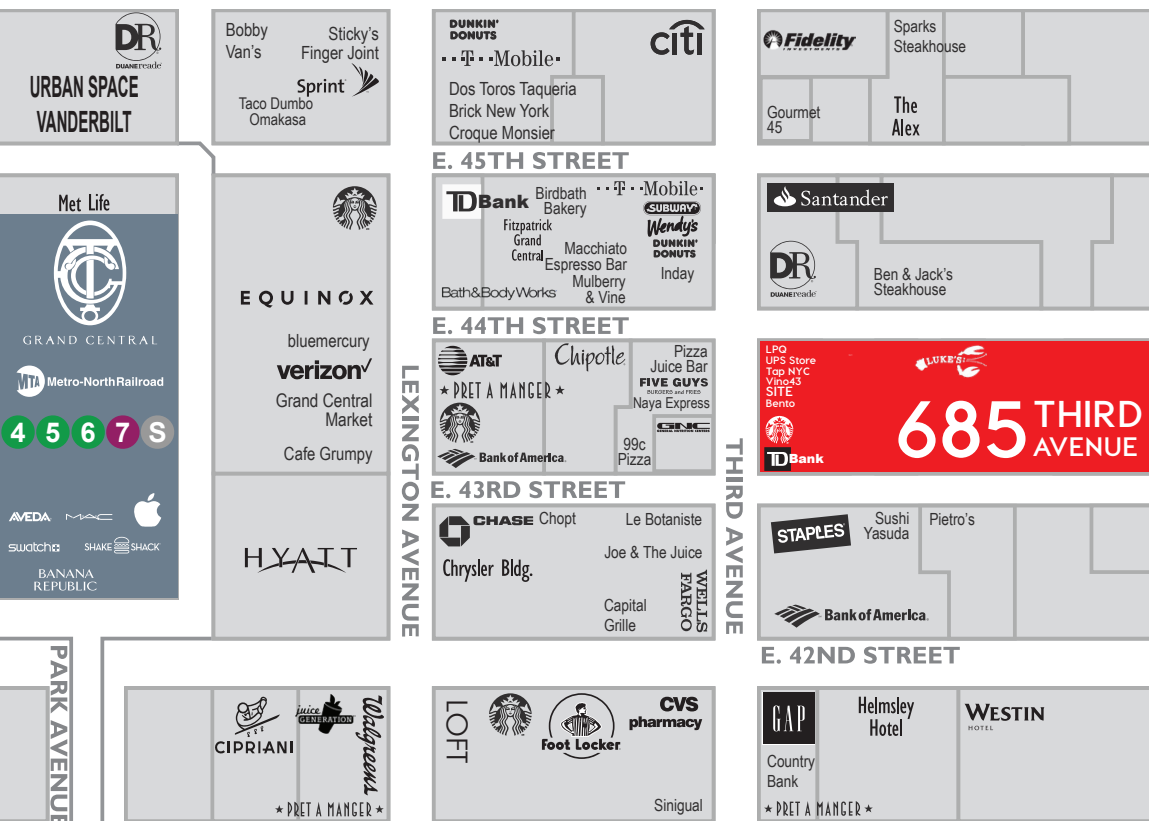 DR
DUANEreade
URBAN SPACE
VANDERBILT
Bobby
Van's
Sticky's
Finger Joint
Sprint
Taco Dumbo
Omakasa
DUNKIN'
DONUTS
T Mobile
citi
Dos Toros Taqueria
Brick New York
Croque Monsier
Fidelity
INVESTMENTS
Sparks
Steakhouse
Gourmet
45
The
Alex
E. 45TH STREET
Met Life
GRAND CENTRAL
MTA Metro-North Railroad
4 5 6 7 S
AVEDA MAC
swatch SHAKE SHACK
BANANA
REPUBLIC
EQUINOX
bluemercury
verizon
Grand Central
Market
Cafe Grumpy
HYATT
TD Bank
Birdbath
Bakery
T Mobile
SUBWAY
Wendy's
DUNKIN'
DONUTS
Inday
Fitzpatrick
Grand
Central
Macchiato
Espresso Bar
Mulberry
& Vine
Bath&BodyWorks
Santander
DR
DUANEreade
Ben & Jack's
Steakhouse
E. 44TH STREET
LEXINGTON AVENUE
AT&T
PRET A MANGER
Bank of America
Chipotle
Pizza
Juice Bar
FIVE GUYS
BURGERS and FRIES
Naya Express
GNC
99c
Pizza
THIRD AVENUE
LPQ
UPS Store
Tap NYC
Vino43
SITE
Bento
TD Bank
LUKE'S
685 THIRD
AVENUE
E. 43RD STREET
CHASE Chopt
Le Botaniste
Joe & The Juice
Chrysler Bldg.
Capital
Grille
WELLS
FARGO
STAPLES
Sushi
Yasuda
Pietro's
Bank of America
E. 42ND STREET
PARK AVENUE
CIPRIANI
juice
GENERATION
Walgreens
PRET A MANGER
LOFT
Foot Locker
CVS
pharmacy
Sinigual
GAP
Country
Bank
Helmsley
Hotel
WESTIN
HOTEL
PRET A MANGER